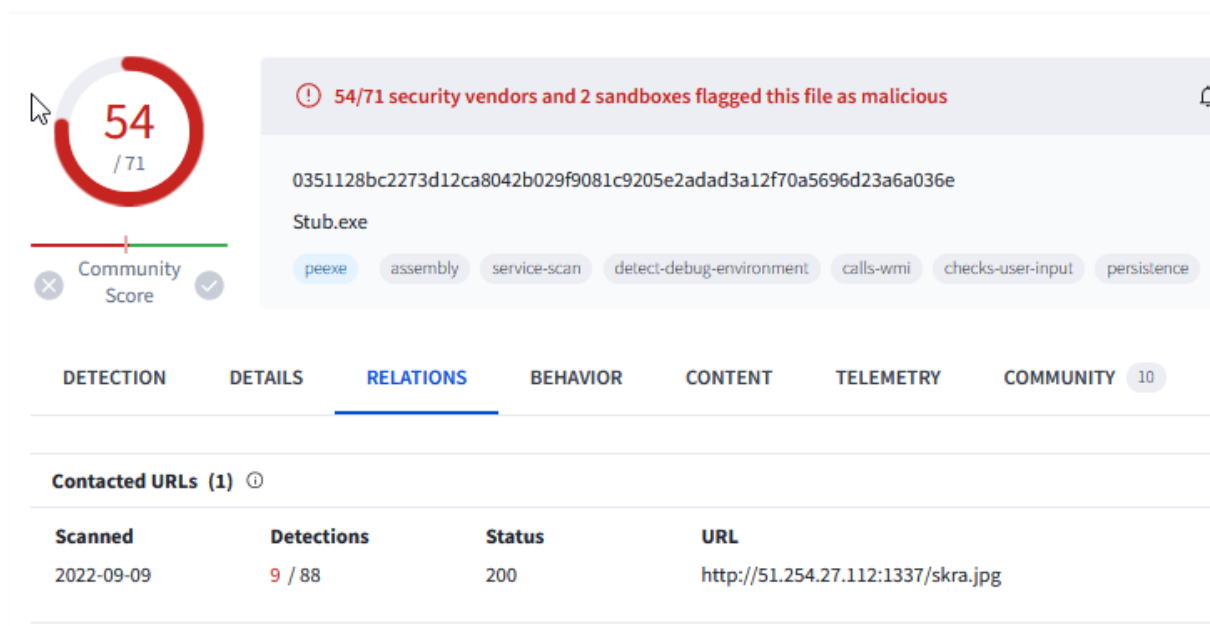 54
/ 71
Community
Score
54/71 security vendors and 2 sandboxes flagged this file as malicious
0351128bc2273d12ca8042b029f9081c9205e2adad3a12f70a5696d23a6a036e
Stub.exe
peexe assembly service-scan detect-debug-environment calls-wmi checks-user-input persistence
DETECTION DETAILS RELATIONS BEHAVIOR CONTENT TELEMETRY COMMUNITY 10
Contacted URLs (1)
Scanned Detections Status URL
2022-09-09 9 / 88 200 http://51.254.27.112:1337/skra.jpg